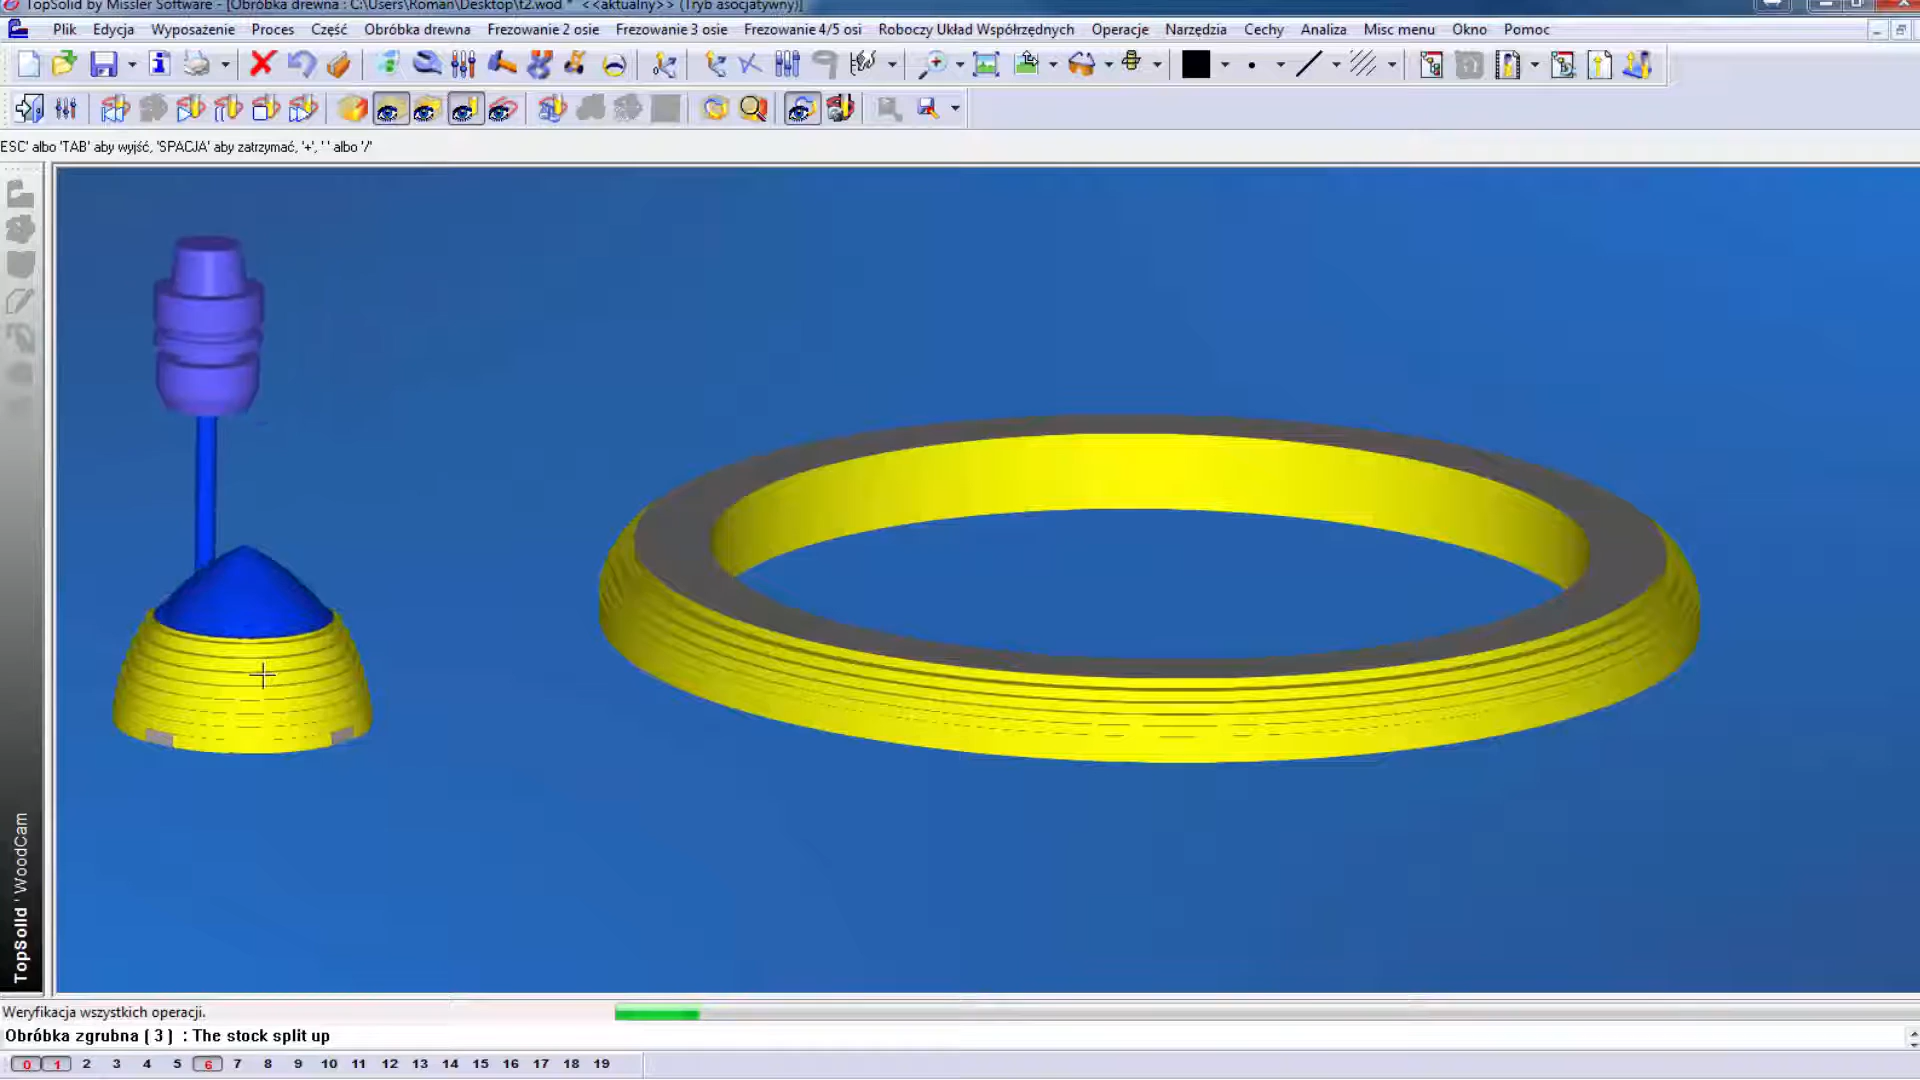 TopSolid by Missler Software - [Obróbka drewna : C:\Users\Roman\Desktop\t2.wod * <<aktualny>> (Tryb asocjatywny)]
Plik Edycja Wyposażenie Proces Część Obróbka drewna Frezowanie 2 osie Frezowanie 3 osie Frezowanie 4/5 osi Roboczy Układ Współrzędnych Operacje Narzędzia Cechy Analiza Misc menu Okno Pomoc
ESC' albo 'TAB' aby wyjść, 'SPACJA' aby zatrzymać, '+', '-' albo '/'
TopSolid ' WoodCam
Weryfikacja wszystkich operacji.
Obróbka zgrubna ( 3 ) : The stock split up
0 1 2 3 4 5 6 7 8 9 10 11 12 13 14 15 16 17 18 19